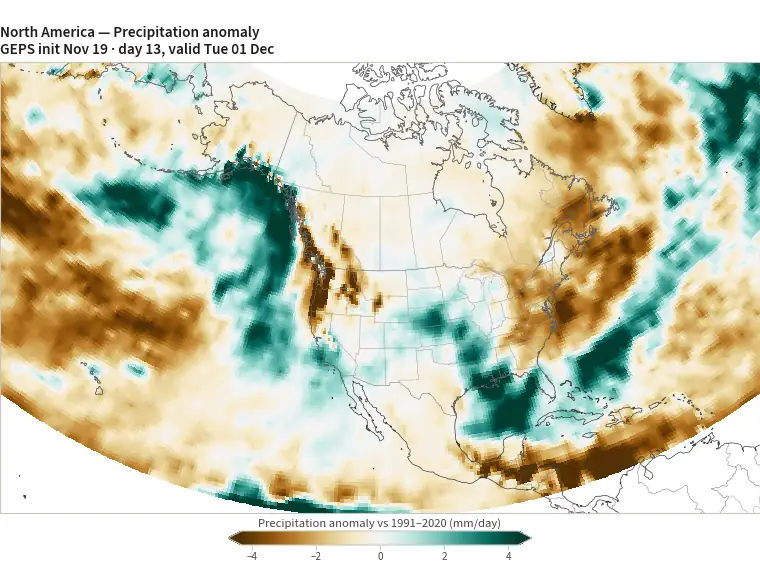 North America — Precipitation anomaly
GEPS init Nov 19 · day 13, valid Tue 01 Dec
Precipitation anomaly vs 1991–2020 (mm/day)
−4 −2 0 2 4